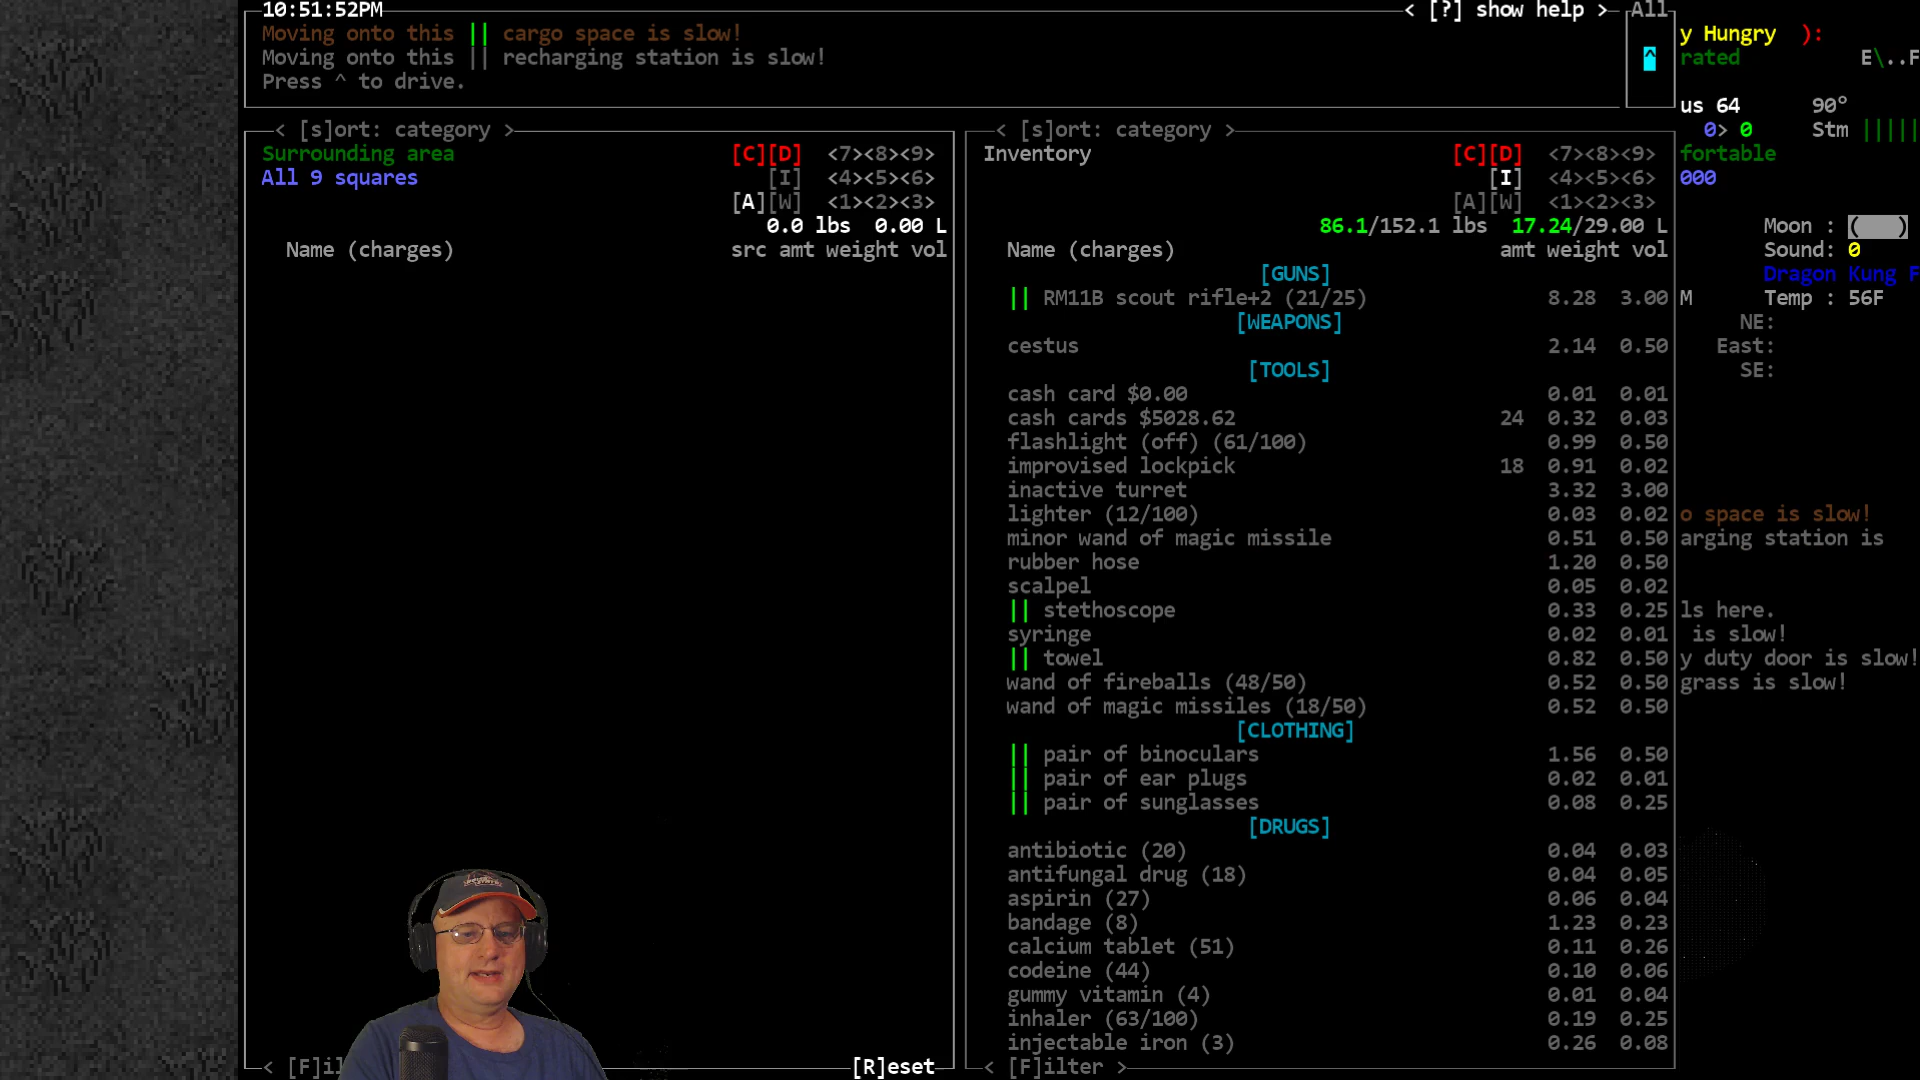 10:51:52PM < [?] show help > All
Moving onto this || cargo space is slow!
Moving onto this || recharging station is slow!
Press ^ to drive.
^
y Hungry ):
rated E\..F
us 64 90°
0> 0 Stm |||||
fortable
000
Moon : ( )
Sound: 0
Dragon Kung F
M Temp : 56F
NE:
East:
SE:
o space is slow!
arging station is
ls here.
is slow!
y duty door is slow!
grass is slow!
< [s]ort: category >
Surrounding area [C][D] <7><8><9>
All 9 squares [I] <4><5><6>
[A][W] <1><2><3>
0.0 lbs 0.00 L
Name (charges) src amt weight vol
< [F]il [R]eset
< [s]ort: category >
Inventory [C][D] <7><8><9>
[I] <4><5><6>
[A][W] <1><2><3>
86.1/152.1 lbs 17.24/29.00 L
Name (charges) amt weight vol
[GUNS]
|| RM11B scout rifle+2 (21/25) 8.28 3.00
[WEAPONS]
cestus 2.14 0.50
[TOOLS]
cash card $0.00 0.01 0.01
cash cards $5028.62 24 0.32 0.03
flashlight (off) (61/100) 0.99 0.50
improvised lockpick 18 0.91 0.02
inactive turret 3.32 3.00
lighter (12/100) 0.03 0.02
minor wand of magic missile 0.51 0.50
rubber hose 1.20 0.50
scalpel 0.05 0.02
|| stethoscope 0.33 0.25
syringe 0.02 0.01
|| towel 0.82 0.50
wand of fireballs (48/50) 0.52 0.50
wand of magic missiles (18/50) 0.52 0.50
[CLOTHING]
|| pair of binoculars 1.56 0.50
|| pair of ear plugs 0.02 0.01
|| pair of sunglasses 0.08 0.25
[DRUGS]
antibiotic (20) 0.04 0.03
antifungal drug (18) 0.04 0.05
aspirin (27) 0.06 0.04
bandage (8) 1.23 0.23
calcium tablet (51) 0.11 0.26
codeine (44) 0.10 0.06
gummy vitamin (4) 0.01 0.04
inhaler (63/100) 0.19 0.25
injectable iron (3) 0.26 0.08
< [F]ilter >